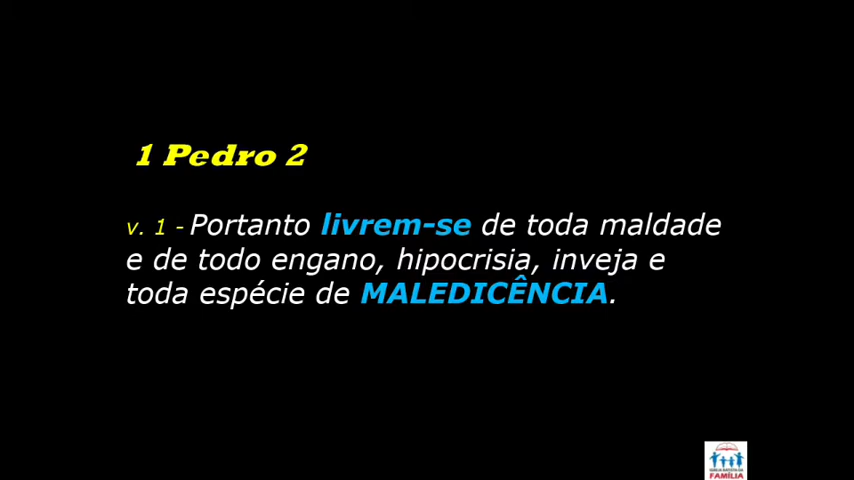 1 Pedro 2
v. 1 - Portanto livrem-se de toda maldade
e de todo engano, hipocrisia, inveja e
toda espécie de MALEDICÊNCIA.
FAMÍLIA